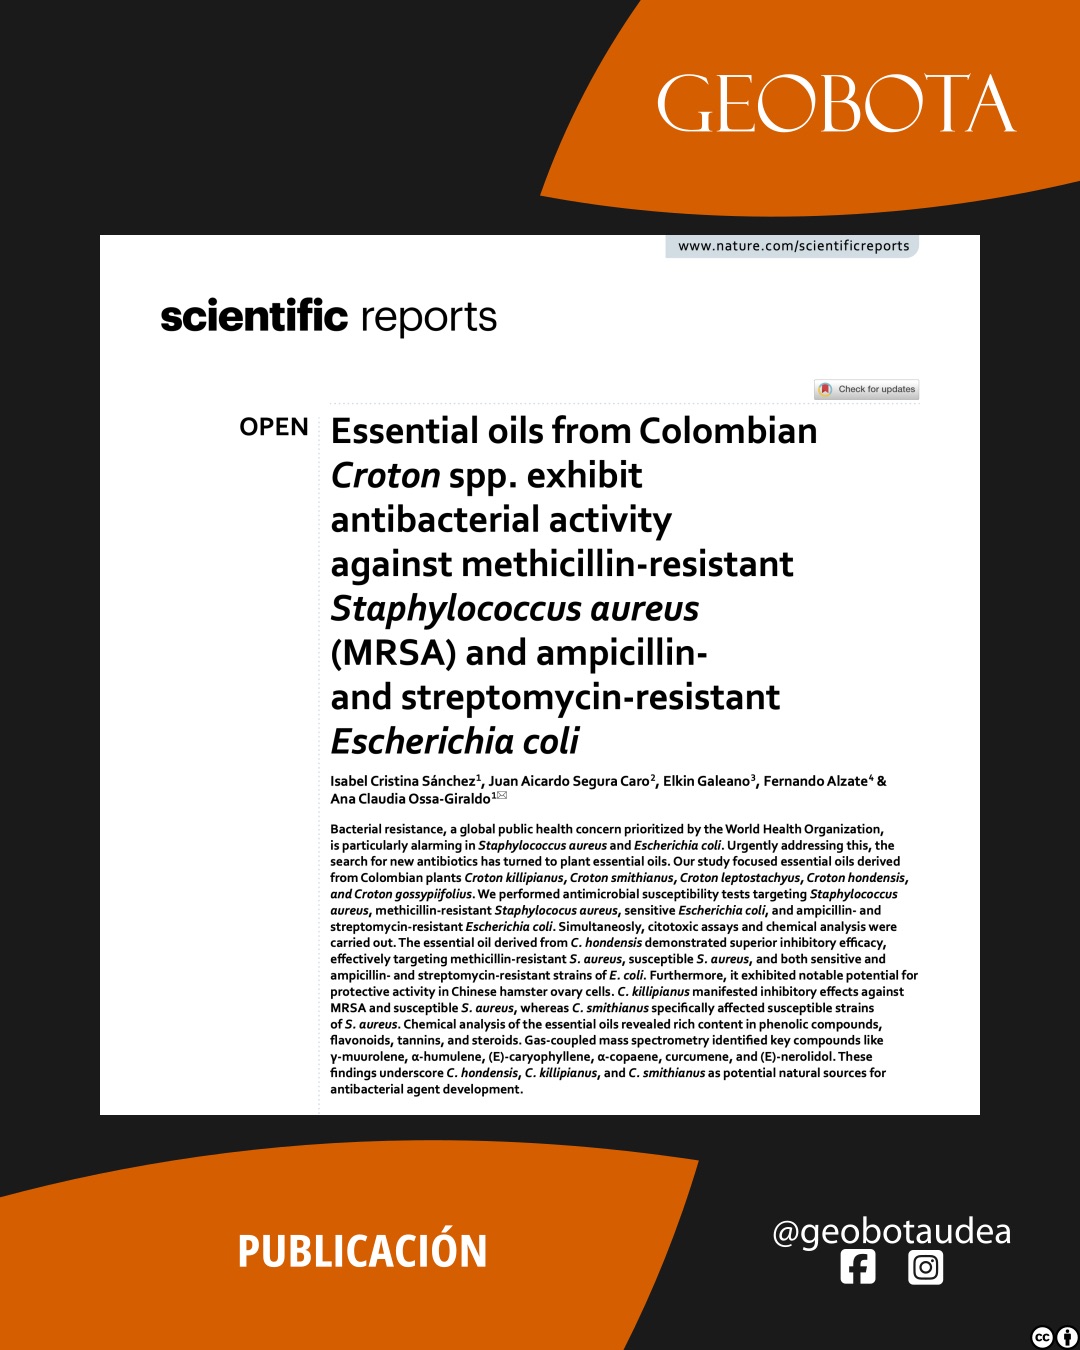 GEOBOTA
www.nature.com/scientificreports
scientific reports
Check for updates
OPEN
Essential oils from Colombian
Croton spp. exhibit
antibacterial activity
against methicillin-resistant
Staphylococcus aureus
(MRSA) and ampicillin-
and streptomycin-resistant
Escherichia coli
Isabel Cristina Sánchez1, Juan Aicardo Segura Caro2, Elkin Galeano3, Fernando Alzate4 &
Ana Claudia Ossa-Giraldo1✉
Bacterial resistance, a global public health concern prioritized by the World Health Organization,
is particularly alarming in Staphylococcus aureus and Escherichia coli. Urgently addressing this, the
search for new antibiotics has turned to plant essential oils. Our study focused essential oils derived
from Colombian plants Croton killipianus, Croton smithianus, Croton leptostachyus, Croton hondensis,
and Croton gossypiifolius. We performed antimicrobial susceptibility tests targeting Staphylococcus
aureus, methicillin-resistant Staphylococus aureus, sensitive Escherichia coli, and ampicillin- and
streptomycin-resistant Escherichia coli. Simultaneosly, citotoxic assays and chemical analysis were
carried out. The essential oil derived from C. hondensis demonstrated superior inhibitory efficacy,
effectively targeting methicillin-resistant S. aureus, susceptible S. aureus, and both sensitive and
ampicillin- and streptomycin-resistant strains of E. coli. Furthermore, it exhibited notable potential for
protective activity in Chinese hamster ovary cells. C. killipianus manifested inhibitory effects against
MRSA and susceptible S. aureus, whereas C. smithianus specifically affected susceptible strains
of S. aureus. Chemical analysis of the essential oils revealed rich content in phenolic compounds,
flavonoids, tannins, and steroids. Gas-coupled mass spectrometry identified key compounds like
γ-muurolene, α-humulene, (E)-caryophyllene, α-copaene, curcumene, and (E)-nerolidol. These
findings underscore C. hondensis, C. killipianus, and C. smithianus as potential natural sources for
antibacterial agent development.
PUBLICACIÓN
@geobotaudea
cc